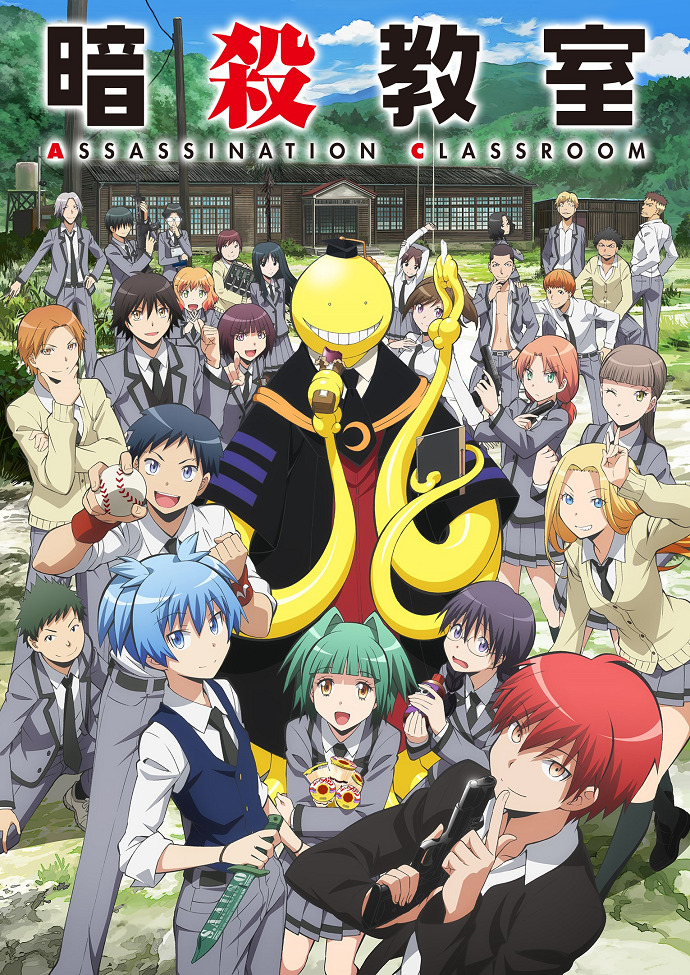 暗殺教室
ASSASSINATION CLASSROOM